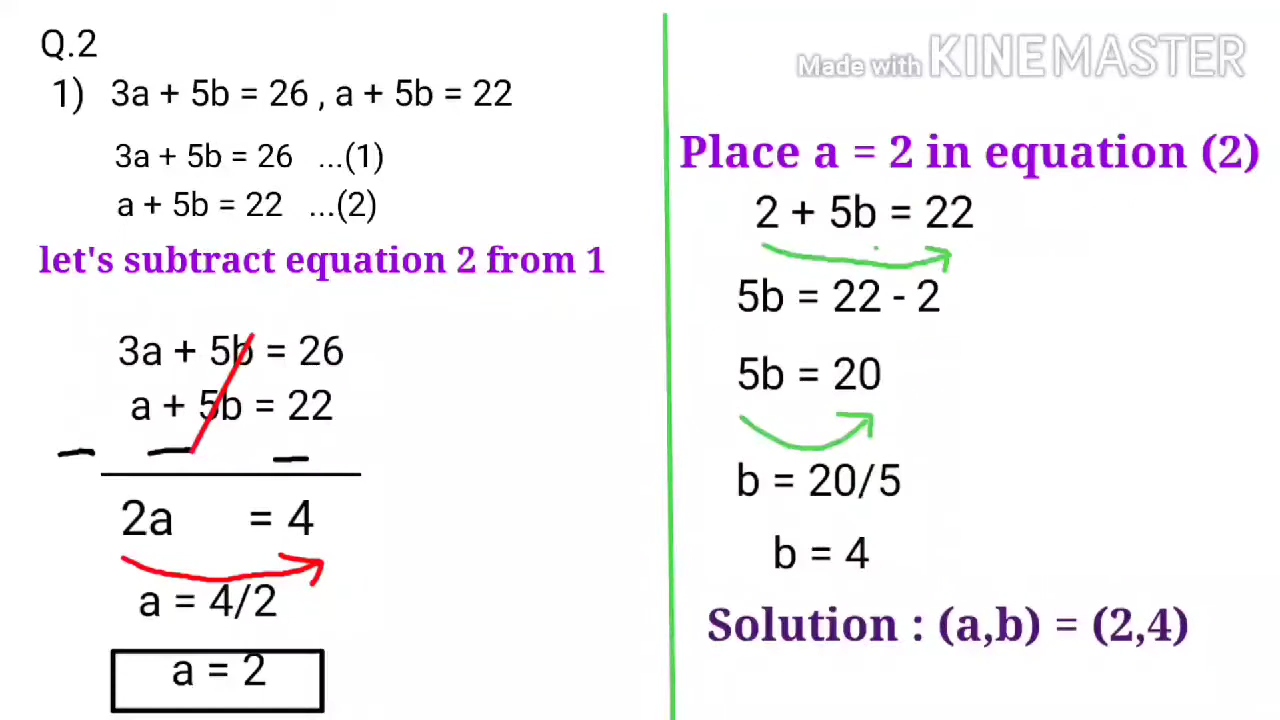 Q.2
1) 3a + 5b = 26 , a + 5b = 22
3a + 5b = 26 ...(1)
a + 5b = 22 ...(2)
let's subtract equation 2 from 1
3a + 5b = 26
a + 5b = 22
2a = 4
a = 4/2
a = 2
Made with KINEMASTER
Place a = 2 in equation (2)
2 + 5b = 22
5b = 22 - 2
5b = 20
b = 20/5
b = 4
Solution : (a,b) = (2,4)